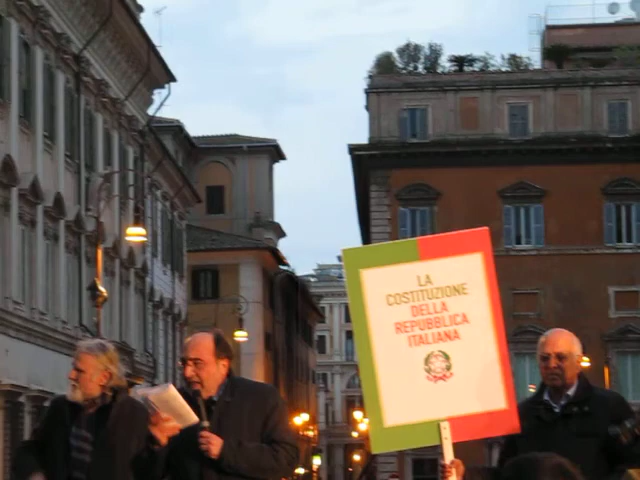 LA
COSTITUZIONE
DELLA
REPUBBLICA
ITALIANA